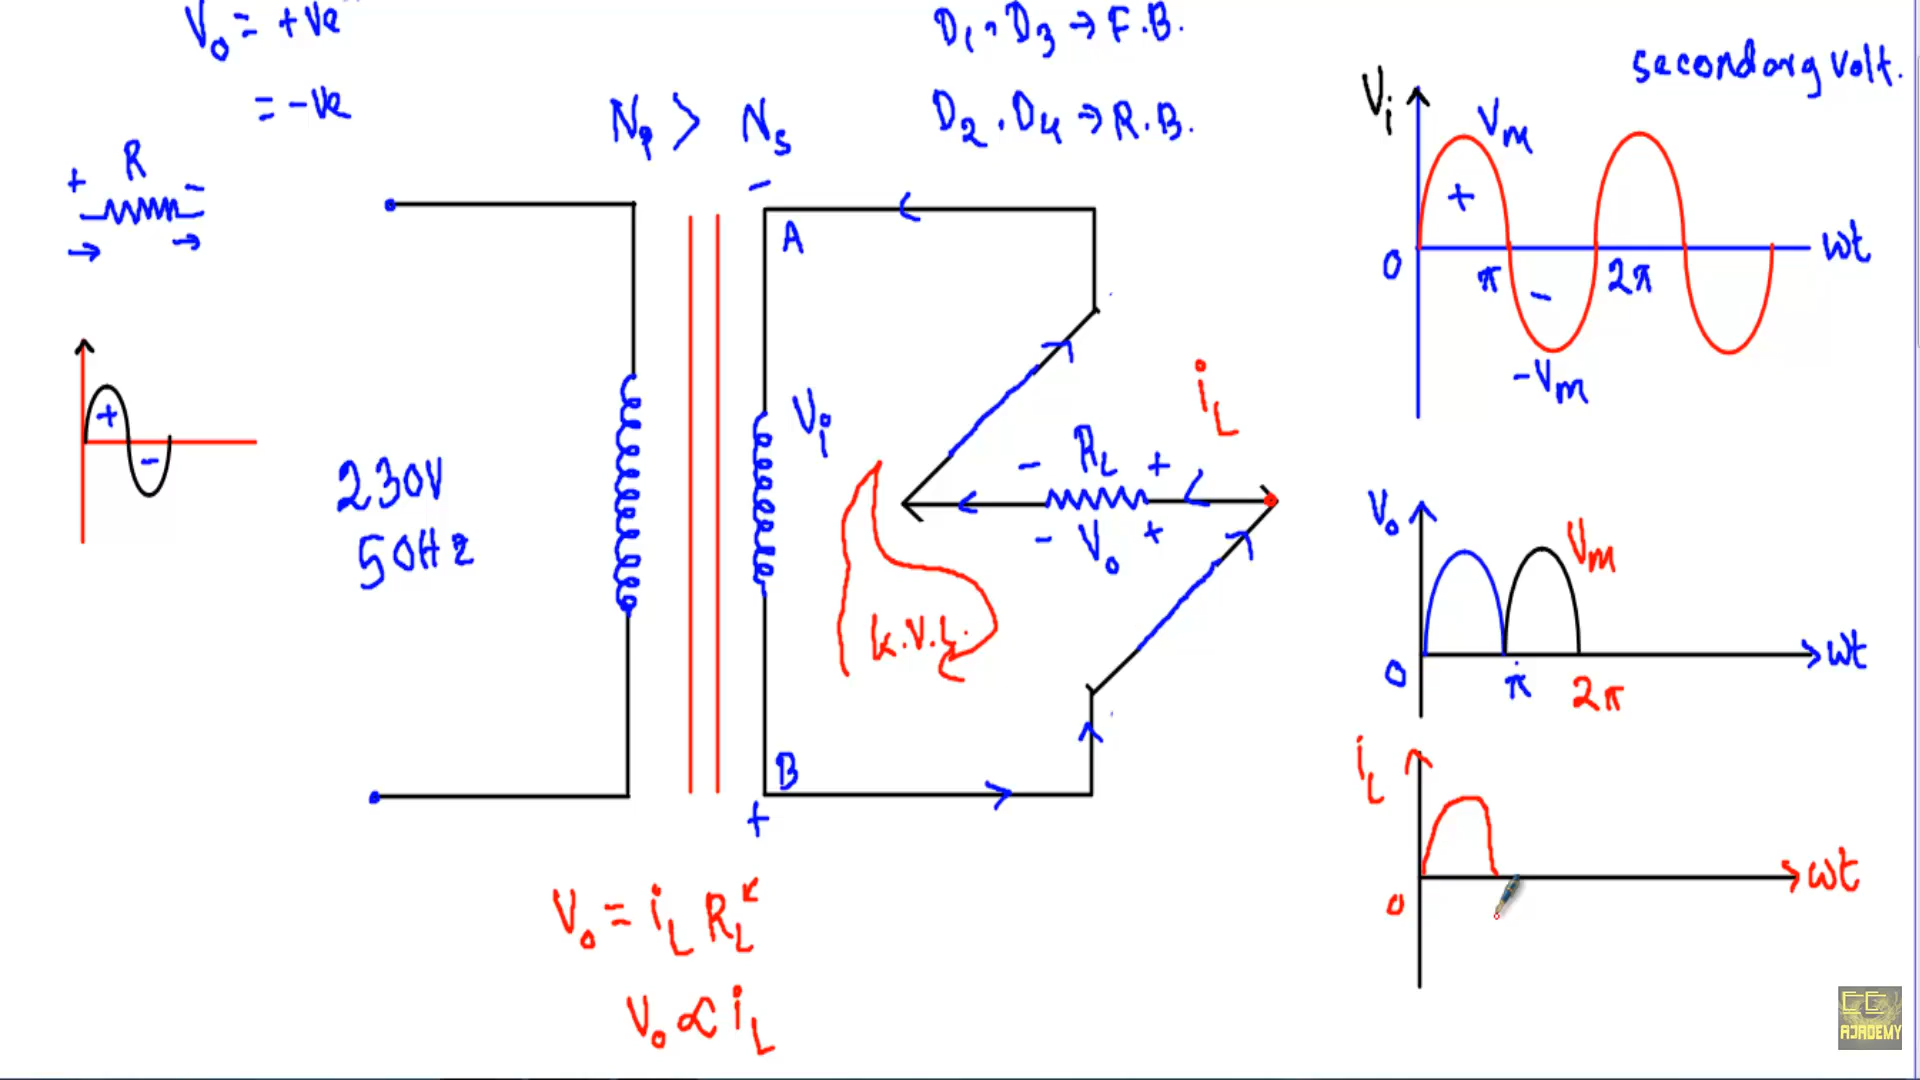 V₀ = +Ve
= -Ve
D₁, D₃ → F.B.
D₂, D₄ → R.B.
Nₚ > Nₛ
R
+ -
+
-
230V
50Hz
-
A
Vᵢ
B
+
K.V.L.
iL
- RL +
- V₀ +
V₀ = iL RL
V₀ ∝ iL
secondary volt.
Vᵢ
Vm
+
0
π
-
2π
ωt
-Vm
V₀
Vm
0
π
2π
ωt
iL
0
ωt
EE
ACADEMY